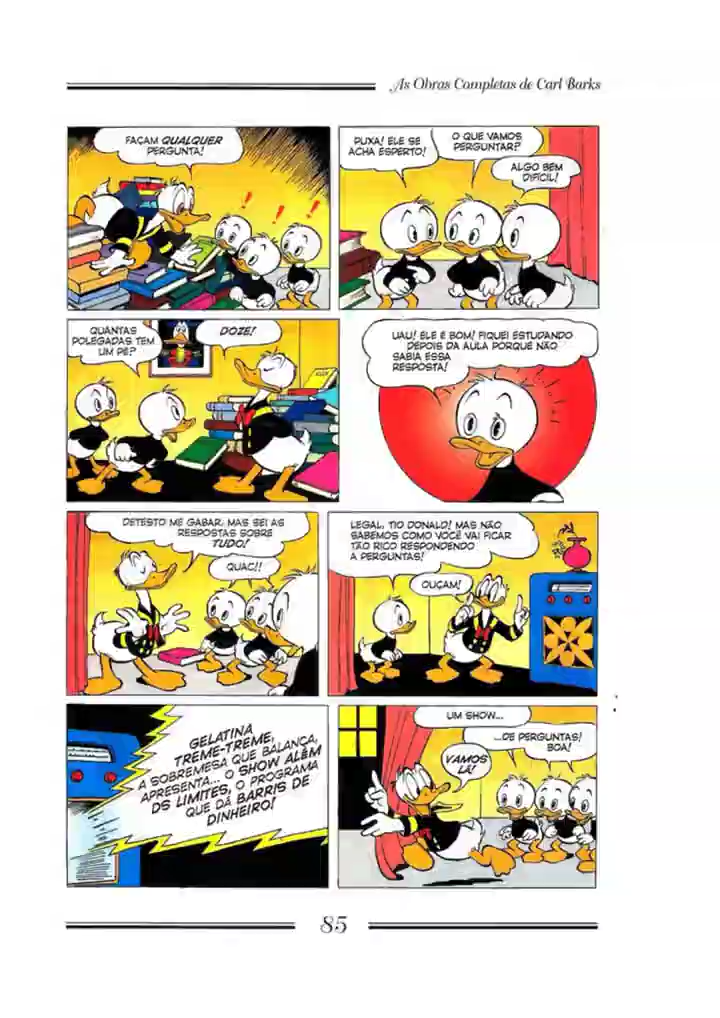 As Obras Completas de Carl Barks
FAÇAM QUALQUER
PERGUNTA!
! ! !
PUXA! ELE SE
ACHA ESPERTO!
O QUE VAMOS
PERGUNTAR?
ALGO BEM
DIFÍCIL!
QUANTAS
POLEGADAS TEM
UM PÉ?
DOZE!
UAU! ELE É BOM! FIQUEI ESTUDANDO
DEPOIS DA AULA PORQUE NÃO
SABIA ESSA
RESPOSTA!
DETESTO ME GABAR, MAS SEI AS
RESPOSTAS SOBRE
TUDO!
QUAC!!
LEGAL, TIO DONALD! MAS NÃO
SABEMOS COMO VOCÊ VAI FICAR
TÃO RICO RESPONDENDO
A PERGUNTAS!
OUÇAM!
GELATINA
TREME-TREME,
A SOBREMESA QUE BALANÇA,
APRESENTA... O SHOW ALÉM
DS LIMITES, O PROGRAMA
QUE DÁ BARRIS DE
DINHEIRO!
UM SHOW...
...DE PERGUNTAS!
BOA!
VAMOS
LÁ!
85